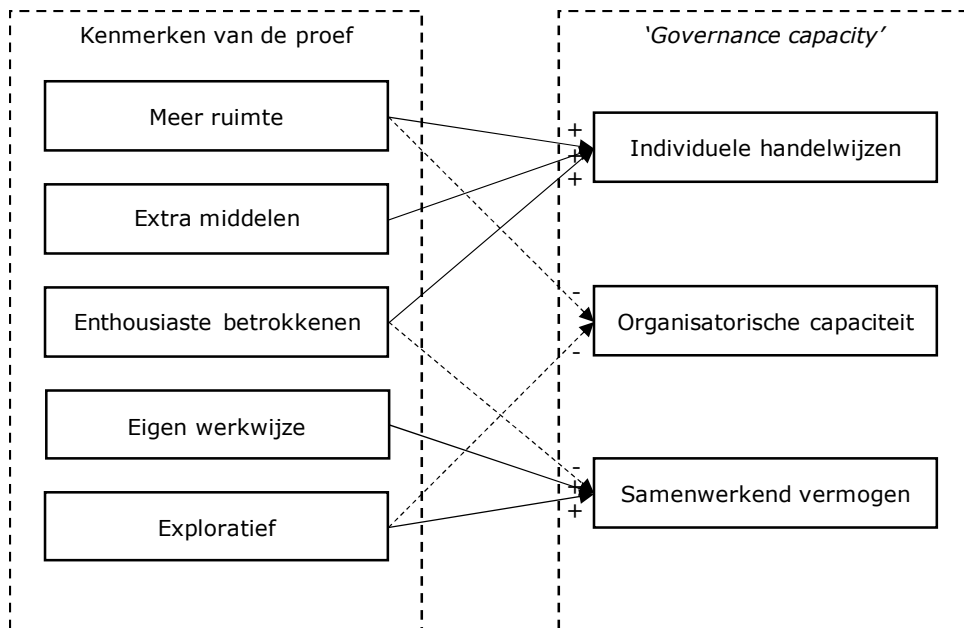 Kenmerken van de proef
Meer ruimte
Extra middelen
Enthousiaste betrokkenen
Eigen werkwijze
Exploratief
‘Governance capacity’
+
+
+
Individuele handelwijzen
-
Organisatorische capaciteit
-
-
+
+
Samenwerkend vermogen